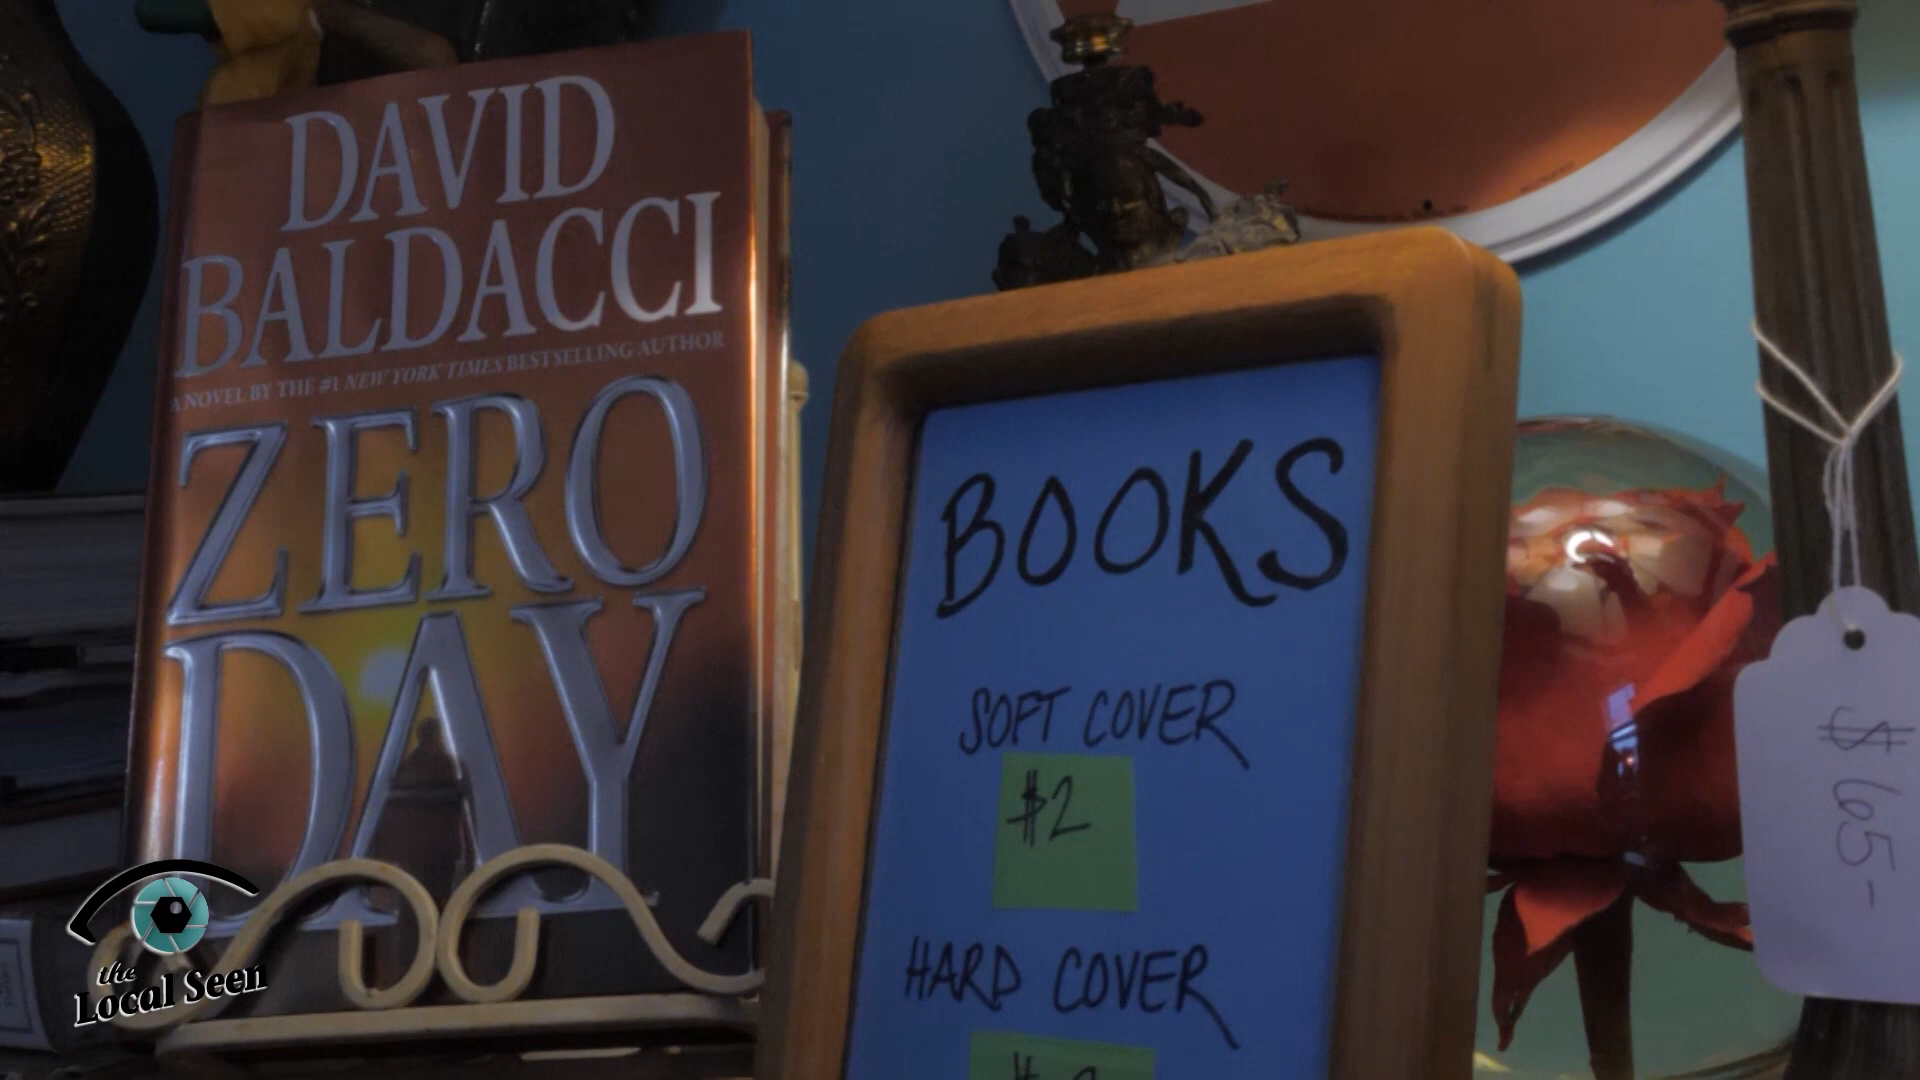 DAVID
BALDACCI
A NOVEL BY THE #1 NEW YORK TIMES BESTSELLING AUTHOR
ZERO
DAY
BOOKS
SOFT COVER
$2
HARD COVER
$65-
the
Local Seen